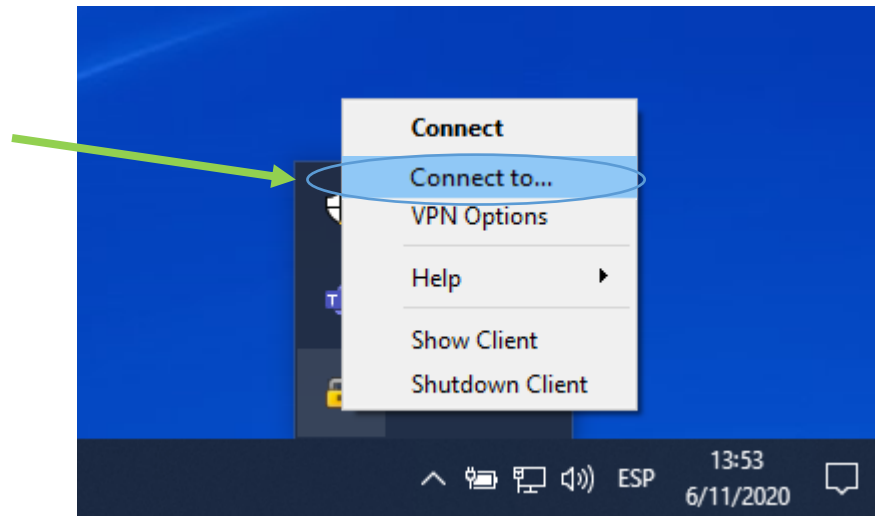 Connect
Connect to...
VPN Options
Help
Show Client
Shutdown Client
T
ESP
13:53
6/11/2020